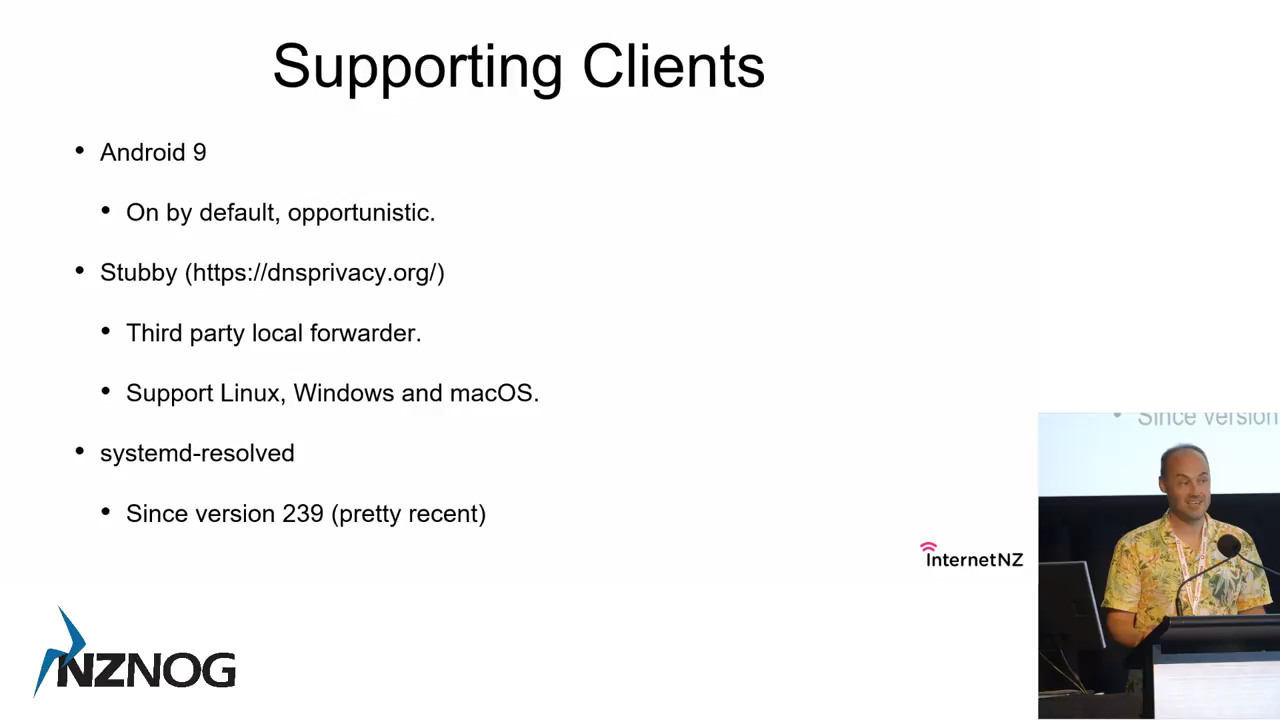 Supporting Clients
• Android 9
• On by default, opportunistic.
• Stubby (https://dnsprivacy.org/)
• Third party local forwarder.
• Support Linux, Windows and macOS.
• systemd-resolved
• Since version 239 (pretty recent)
• Since version
InternetNZ
NZNOG